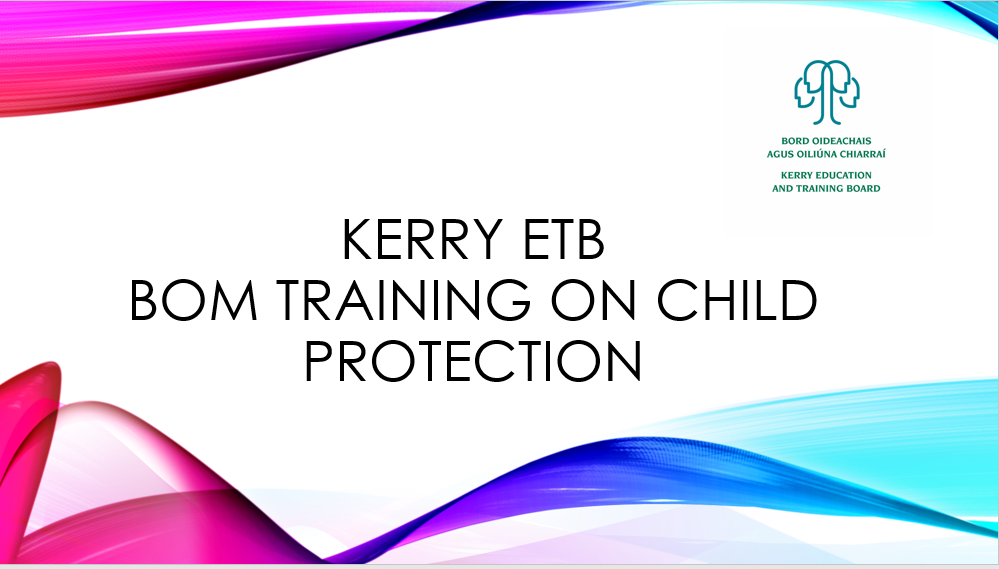 BORD OIDEACHAIS
AGUS OILIÚNA CHIARRAÍ
KERRY EDUCATION
AND TRAINING BOARD
KERRY ETB
BOM TRAINING ON CHILD
PROTECTION